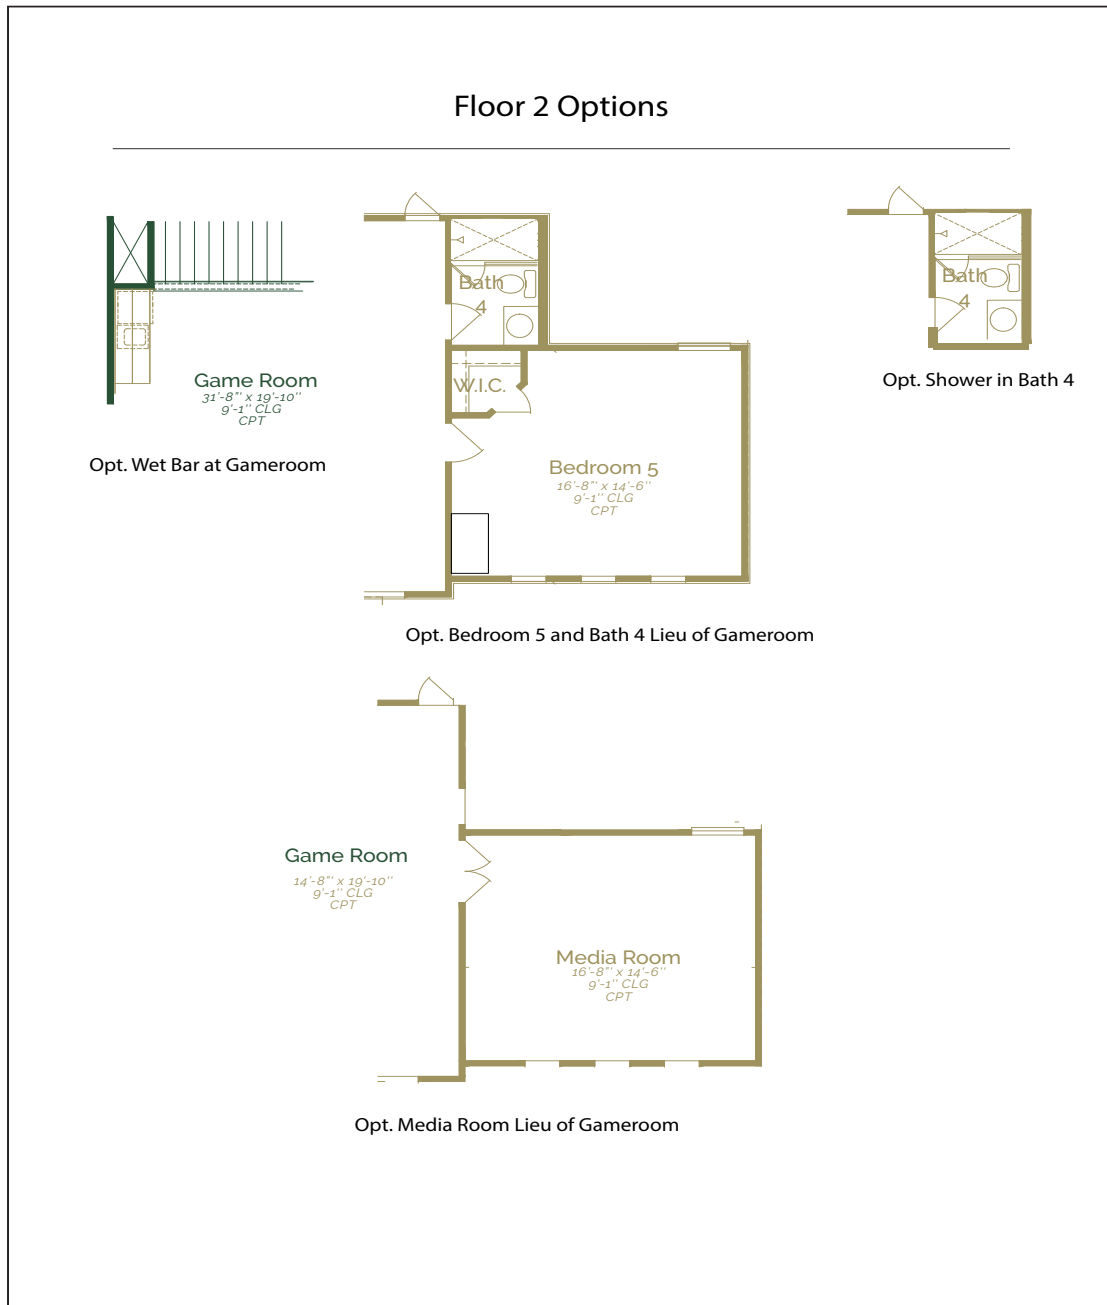 Floor 2 Options
Game Room
31'-8"' x 19'-10''
9'-1'' CLG
CPT
Opt. Wet Bar at Gameroom
Bath
4
W.I.C.
Bedroom 5
16'-8"' x 14'-6''
9'-1'' CLG
CPT
Opt. Bedroom 5 and Bath 4 Lieu of Gameroom
Bath
4
Opt. Shower in Bath 4
Game Room
14'-8"' x 19'-10''
9'-1'' CLG
CPT
Media Room
16'-8"' x 14'-6''
9'-1'' CLG
CPT
Opt. Media Room Lieu of Gameroom